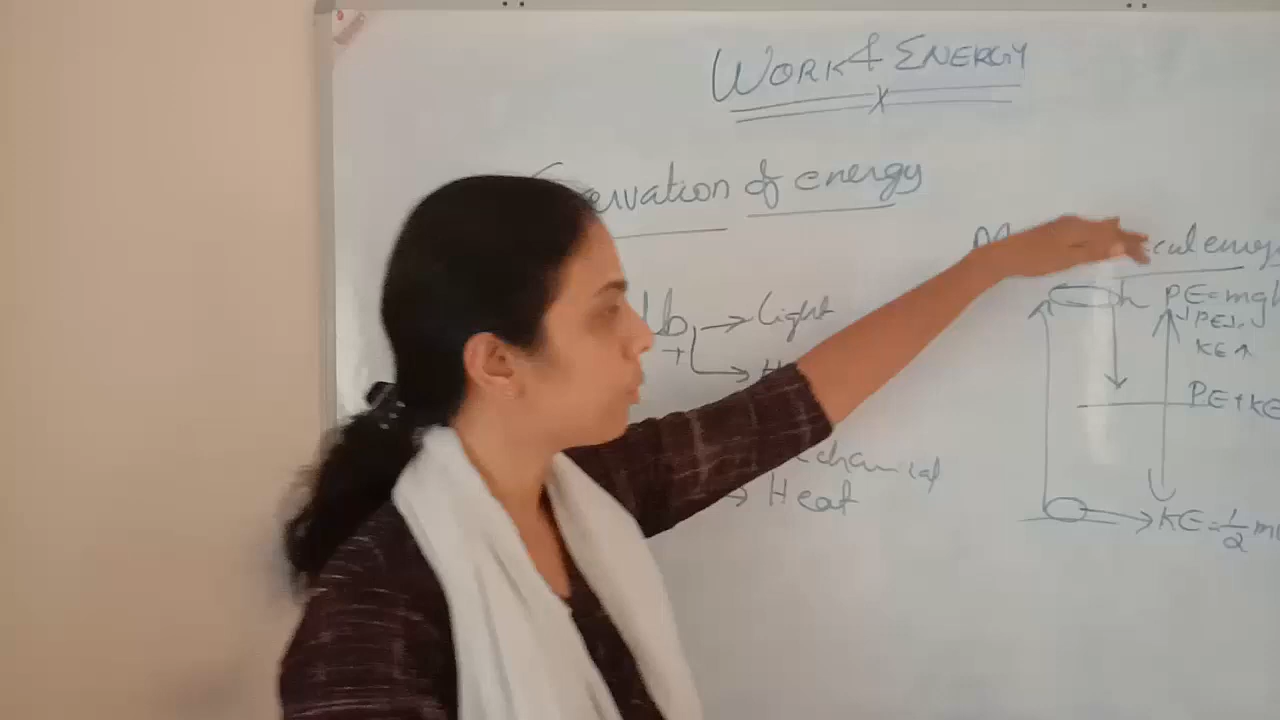 WORK & ENERGY
ervation of energy
cal energy
lb → Light
→ H
h PE=mgh
PE↓
KE↑
PE+KE
chanical
→ Heat
KE=1/2 m